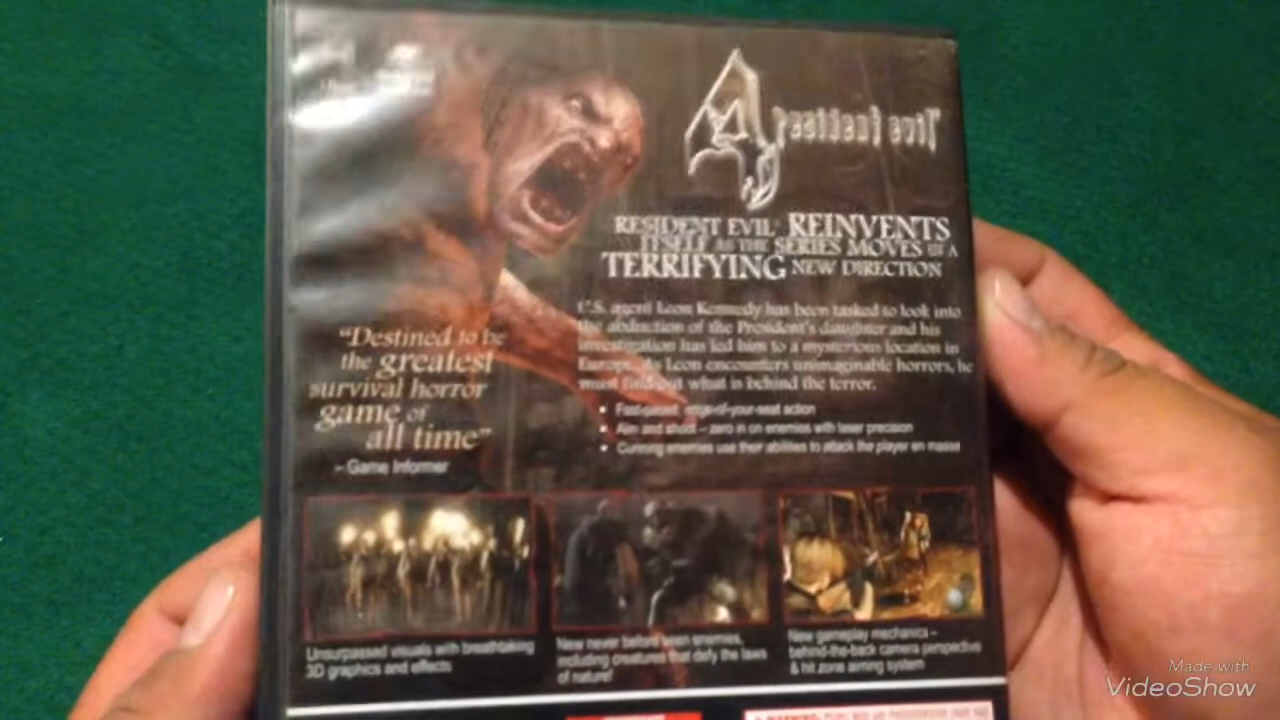 4 resident evil
RESIDENT EVIL REINVENTS
ITSELF AS THE SERIES MOVES IN A
TERRIFYING NEW DIRECTION
U.S. agent Leon Kennedy has been tasked to look into
the abduction of the President's daughter and his
investigation has led him to a mysterious location in
Europe. As Leon encounters unimaginable horrors, he
must find out what is behind the terror.
• Fast-paced, edge-of-your-seat action
• Aim and shoot – zero in on enemies with laser precision
• Cunning enemies use their abilities to attack the player en masse
“Destined to be
the greatest
survival horror
game of
all time”
– Game Informer
Unsurpassed visuals with breathtaking
3D graphics and effects
New never before seen enemies,
including creatures that defy the laws
of nature!
New gameplay mechanics –
behind-the-back camera perspective
& hit zone aiming system
Made with
VideoShow